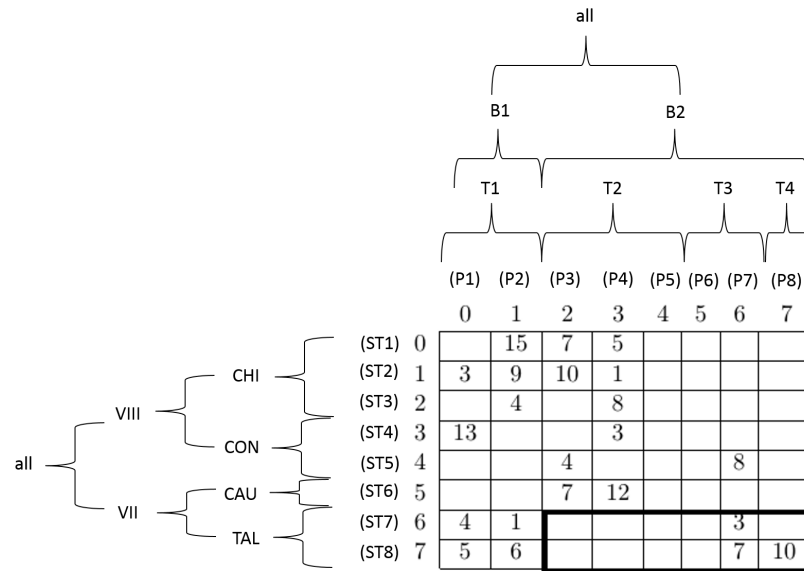 all
B1 B2
T1 T2 T3 T4
(P1) (P2) (P3) (P4) (P5) (P6) (P7) (P8)
0 1 2 3 4 5 6 7
(ST1) 0 15 7 5
CHI (ST2) 1 3 9 10 1
VIII (ST3) 2 4 8
CON (ST4) 3 13 3
all (ST5) 4 4 8
CAU (ST6) 5 7 12
VII (ST7) 6 4 1 3
TAL (ST8) 7 5 6 7 10